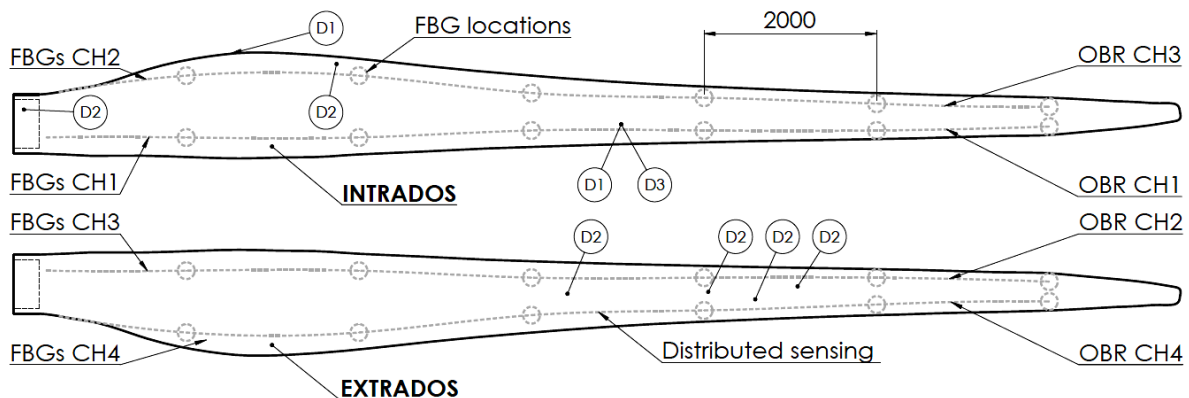 D1
2000
FBGs CH2
FBG locations
OBR CH3
D2
D2
D1
D3
FBGs CH1
INTRADOS
OBR CH1
FBGs CH3
OBR CH2
D2
D2
D2
D2
FBGs CH4
Distributed sensing
OBR CH4
EXTRADOS